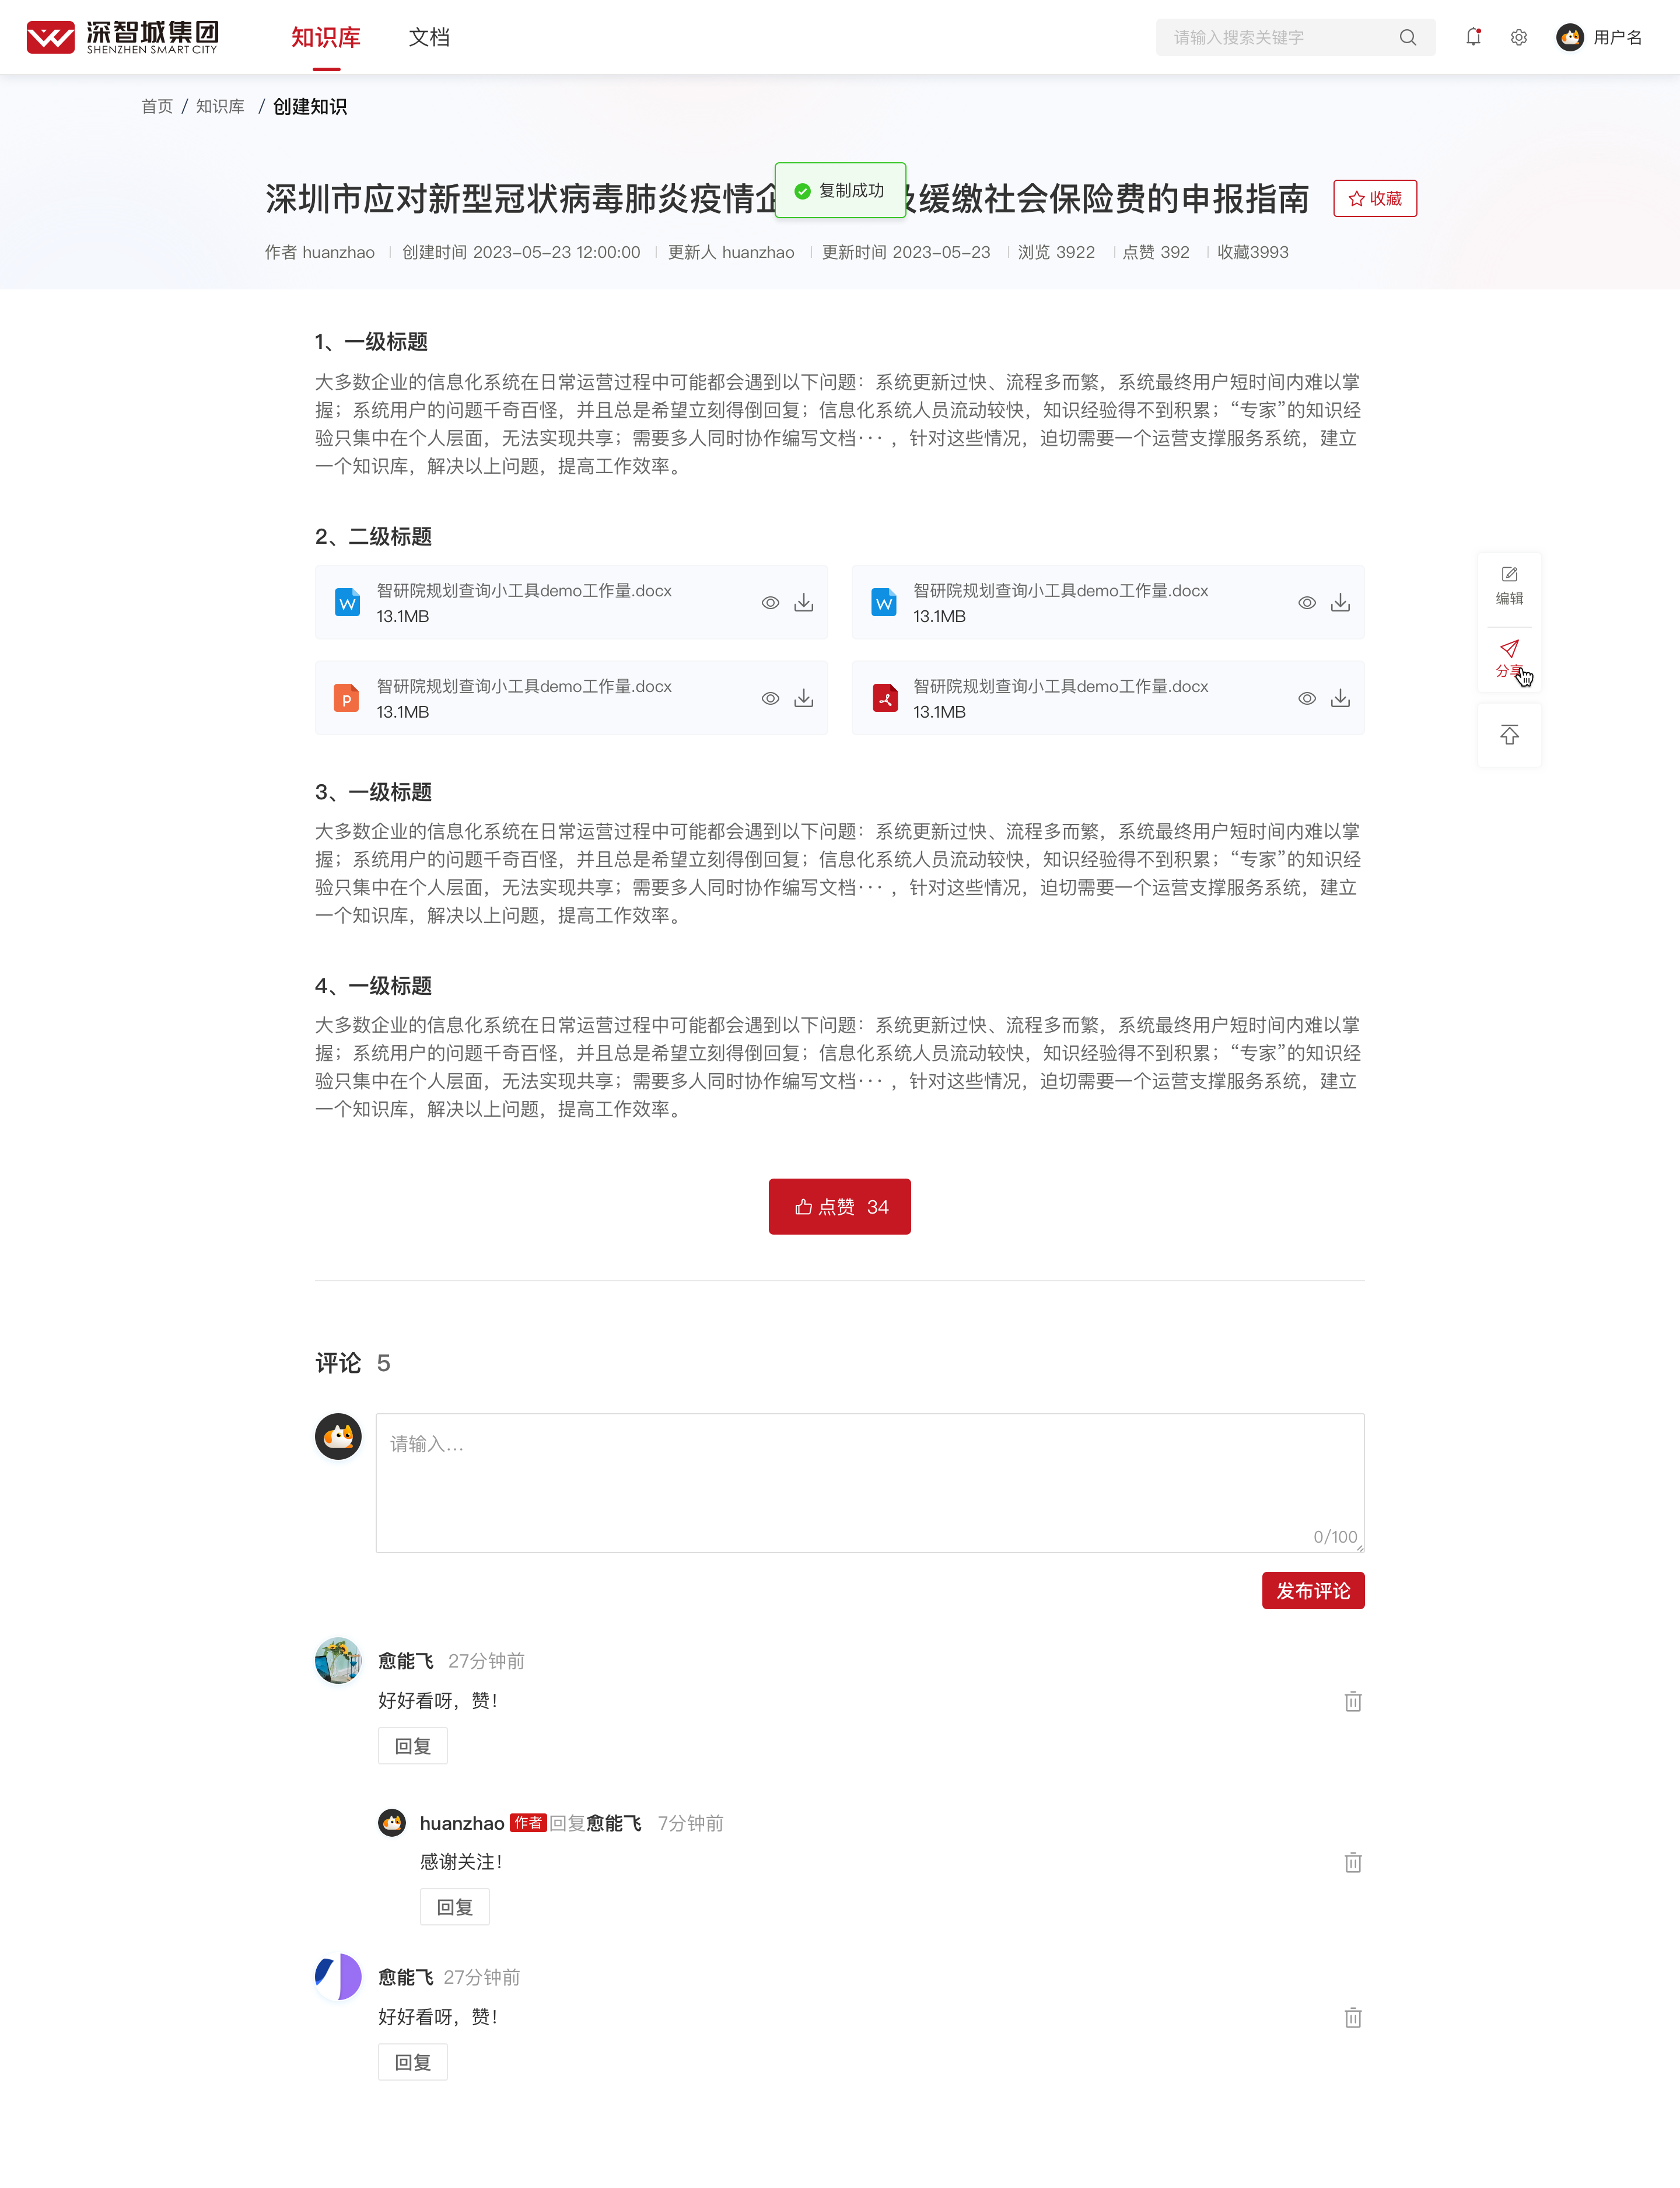 深智城集团
SHENZHEN SMART CITY
知识库
文档
请输入搜索关键字
用户名
首页 / 知识库 / 创建知识
深圳市应对新型冠状病毒肺炎疫情企 缓缴社会保险费的申报指南
复制成功
收藏
作者 huanzhao
创建时间 2023-05-23 12:00:00
更新人 huanzhao
更新时间 2023-05-23
浏览 3922
点赞 392
收藏3993
1、一级标题
大多数企业的信息化系统在日常运营过程中可能都会遇到以下问题：系统更新过快、流程多而繁，系统最终用户短时间内难以掌
握；系统用户的问题千奇百怪，并且总是希望立刻得倒回复；信息化系统人员流动较快，知识经验得不到积累；“专家”的知识经
验只集中在个人层面，无法实现共享；需要多人同时协作编写文档···，针对这些情况，迫切需要一个运营支撑服务系统，建立
一个知识库，解决以上问题，提高工作效率。
2、二级标题
智研院规划查询小工具demo工作量.docx
13.1MB
智研院规划查询小工具demo工作量.docx
13.1MB
智研院规划查询小工具demo工作量.docx
13.1MB
智研院规划查询小工具demo工作量.docx
13.1MB
编辑
分享
3、一级标题
大多数企业的信息化系统在日常运营过程中可能都会遇到以下问题：系统更新过快、流程多而繁，系统最终用户短时间内难以掌
握；系统用户的问题千奇百怪，并且总是希望立刻得倒回复；信息化系统人员流动较快，知识经验得不到积累；“专家”的知识经
验只集中在个人层面，无法实现共享；需要多人同时协作编写文档···，针对这些情况，迫切需要一个运营支撑服务系统，建立
一个知识库，解决以上问题，提高工作效率。
4、一级标题
大多数企业的信息化系统在日常运营过程中可能都会遇到以下问题：系统更新过快、流程多而繁，系统最终用户短时间内难以掌
握；系统用户的问题千奇百怪，并且总是希望立刻得倒回复；信息化系统人员流动较快，知识经验得不到积累；“专家”的知识经
验只集中在个人层面，无法实现共享；需要多人同时协作编写文档···，针对这些情况，迫切需要一个运营支撑服务系统，建立
一个知识库，解决以上问题，提高工作效率。
点赞 34
评论 5
请输入...
0/100
发布评论
愈能飞 27分钟前
好好看呀，赞！
回复
huanzhao 作者 回复愈能飞 7分钟前
感谢关注！
回复
愈能飞 27分钟前
好好看呀，赞！
回复